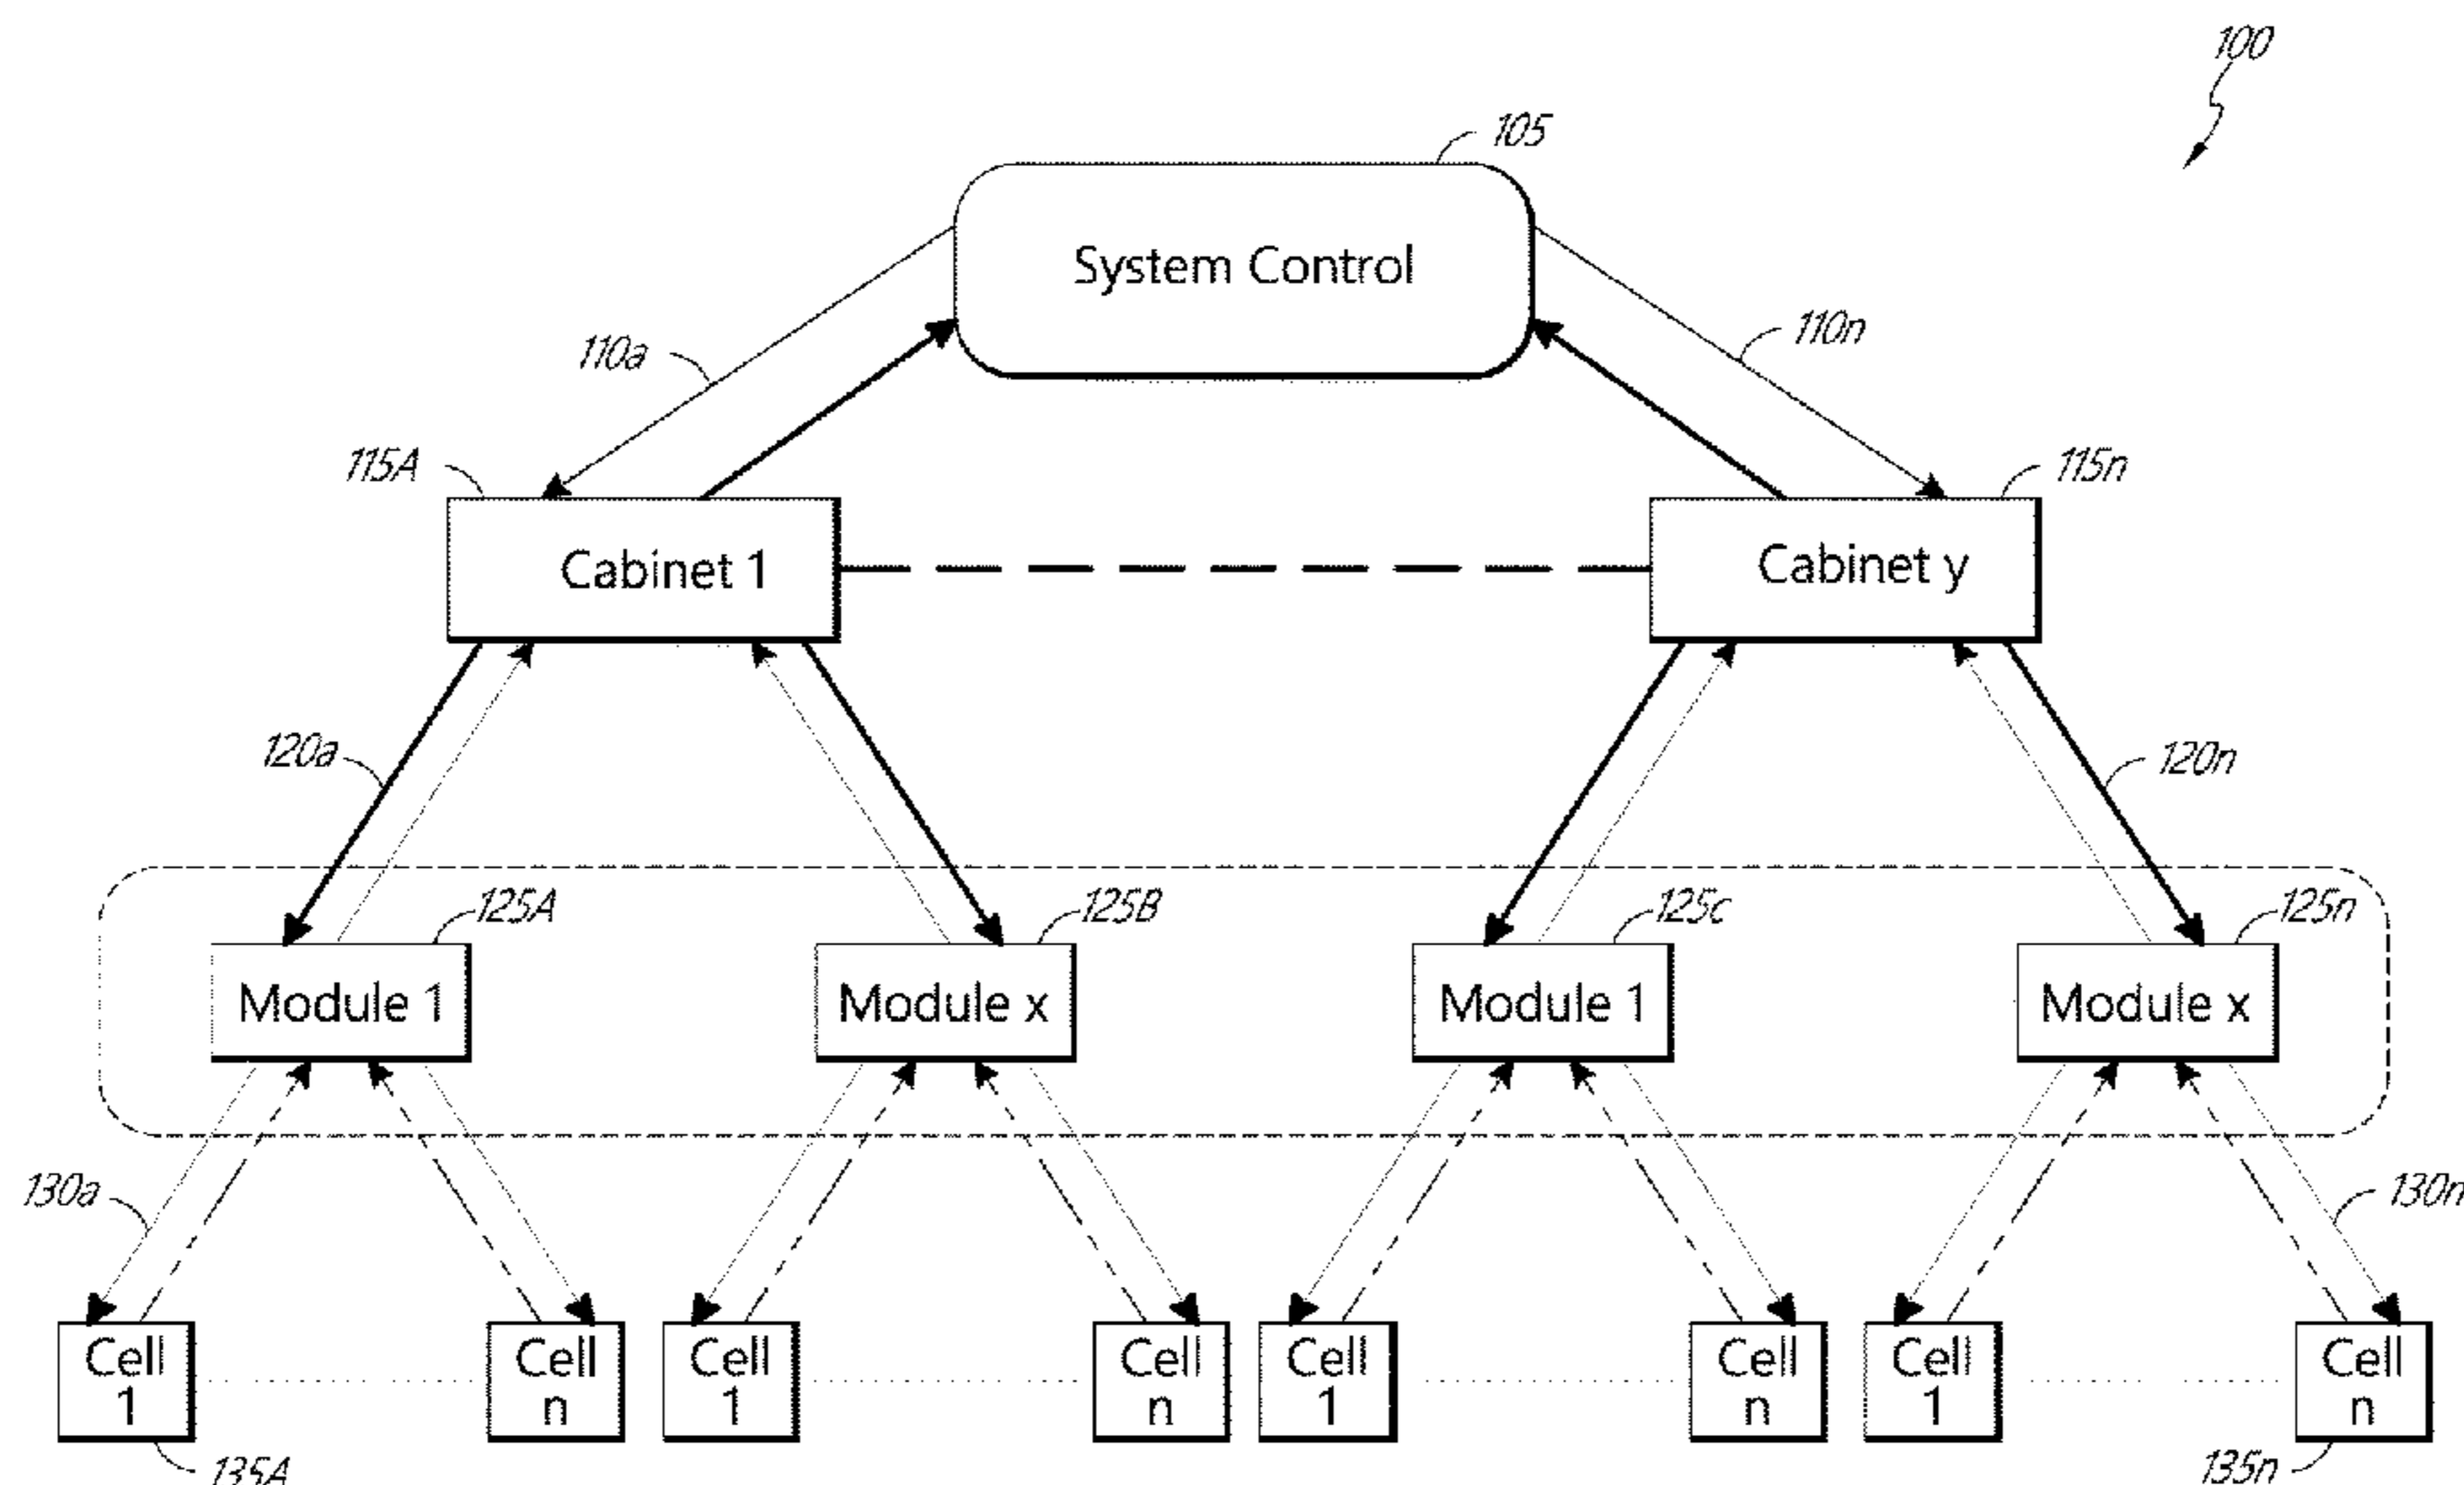 100
105
System Control
110a
110n
115A
115n
Cabinet 1
Cabinet y
120a
120n
125A
125B
125c
125n
Module 1
Module x
Module 1
Module x
130a
130n
Cell
1
Cell
n
Cell
1
Cell
n
Cell
1
Cell
n
Cell
1
Cell
n
135A
135n